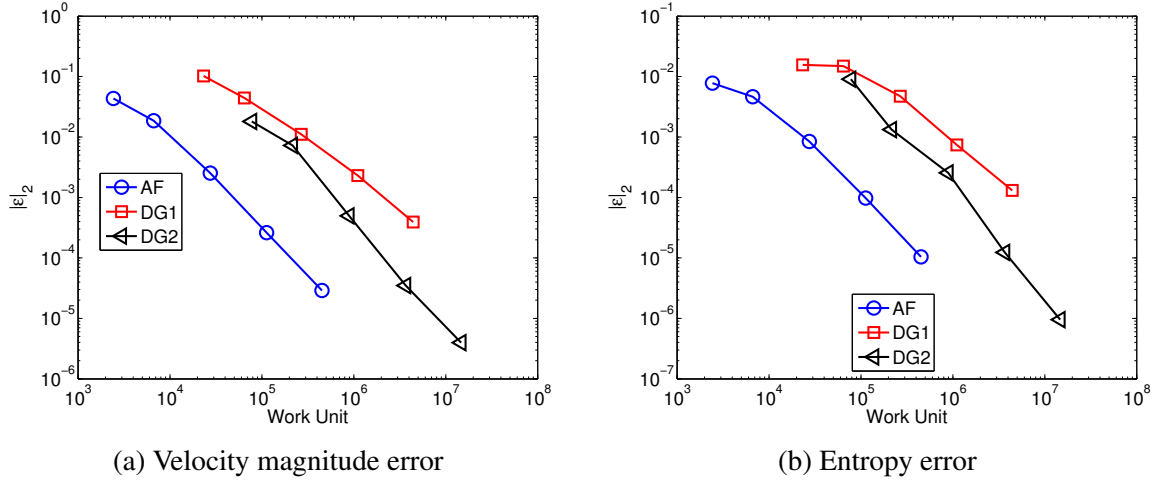 10^0
10^-1
10^-2
10^-3
10^-4
10^-5
10^-6
|ε|_2
AF
DG1
DG2
10^3 10^4 10^5 10^6 10^7 10^8
Work Unit
(a) Velocity magnitude error
10^-1
10^-2
10^-3
10^-4
10^-5
10^-6
10^-7
|ε|_2
AF
DG1
DG2
10^3 10^4 10^5 10^6 10^7 10^8
Work Unit
(b) Entropy error